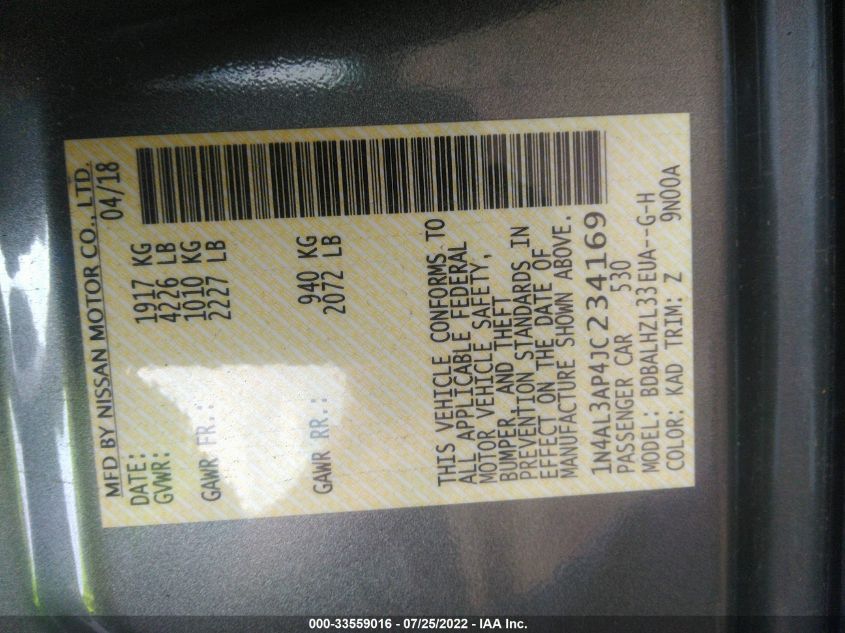 MFD BY NISSAN MOTOR CO., LTD.
DATE: 04/18
GVWR: 1917 KG
4226 LB
GAWR FR.: 1010 KG
2227 LB
GAWR RR.: 940 KG
2072 LB
THIS VEHICLE CONFORMS TO
ALL APPLICABLE FEDERAL
MOTOR VEHICLE SAFETY,
BUMPER, AND THEFT
PREVENTION STANDARDS IN
EFFECT ON THE DATE OF
MANUFACTURE SHOWN ABOVE.
1N4AL3AP4JC234169
PASSENGER CAR 530
MODEL: BDBALHZL33EUA--G-H
COLOR: KAD TRIM: Z 9N00A
000-33559016 - 07/25/2022 - IAA Inc.